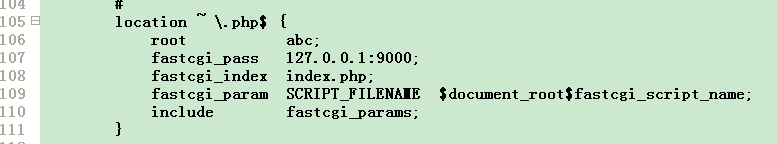 104         #
105         location ~ \.php$ {
106             root           abc;
107             fastcgi_pass   127.0.0.1:9000;
108             fastcgi_index  index.php;
109             fastcgi_param  SCRIPT_FILENAME  $document_root$fastcgi_script_name;
110             include        fastcgi_params;
111         }